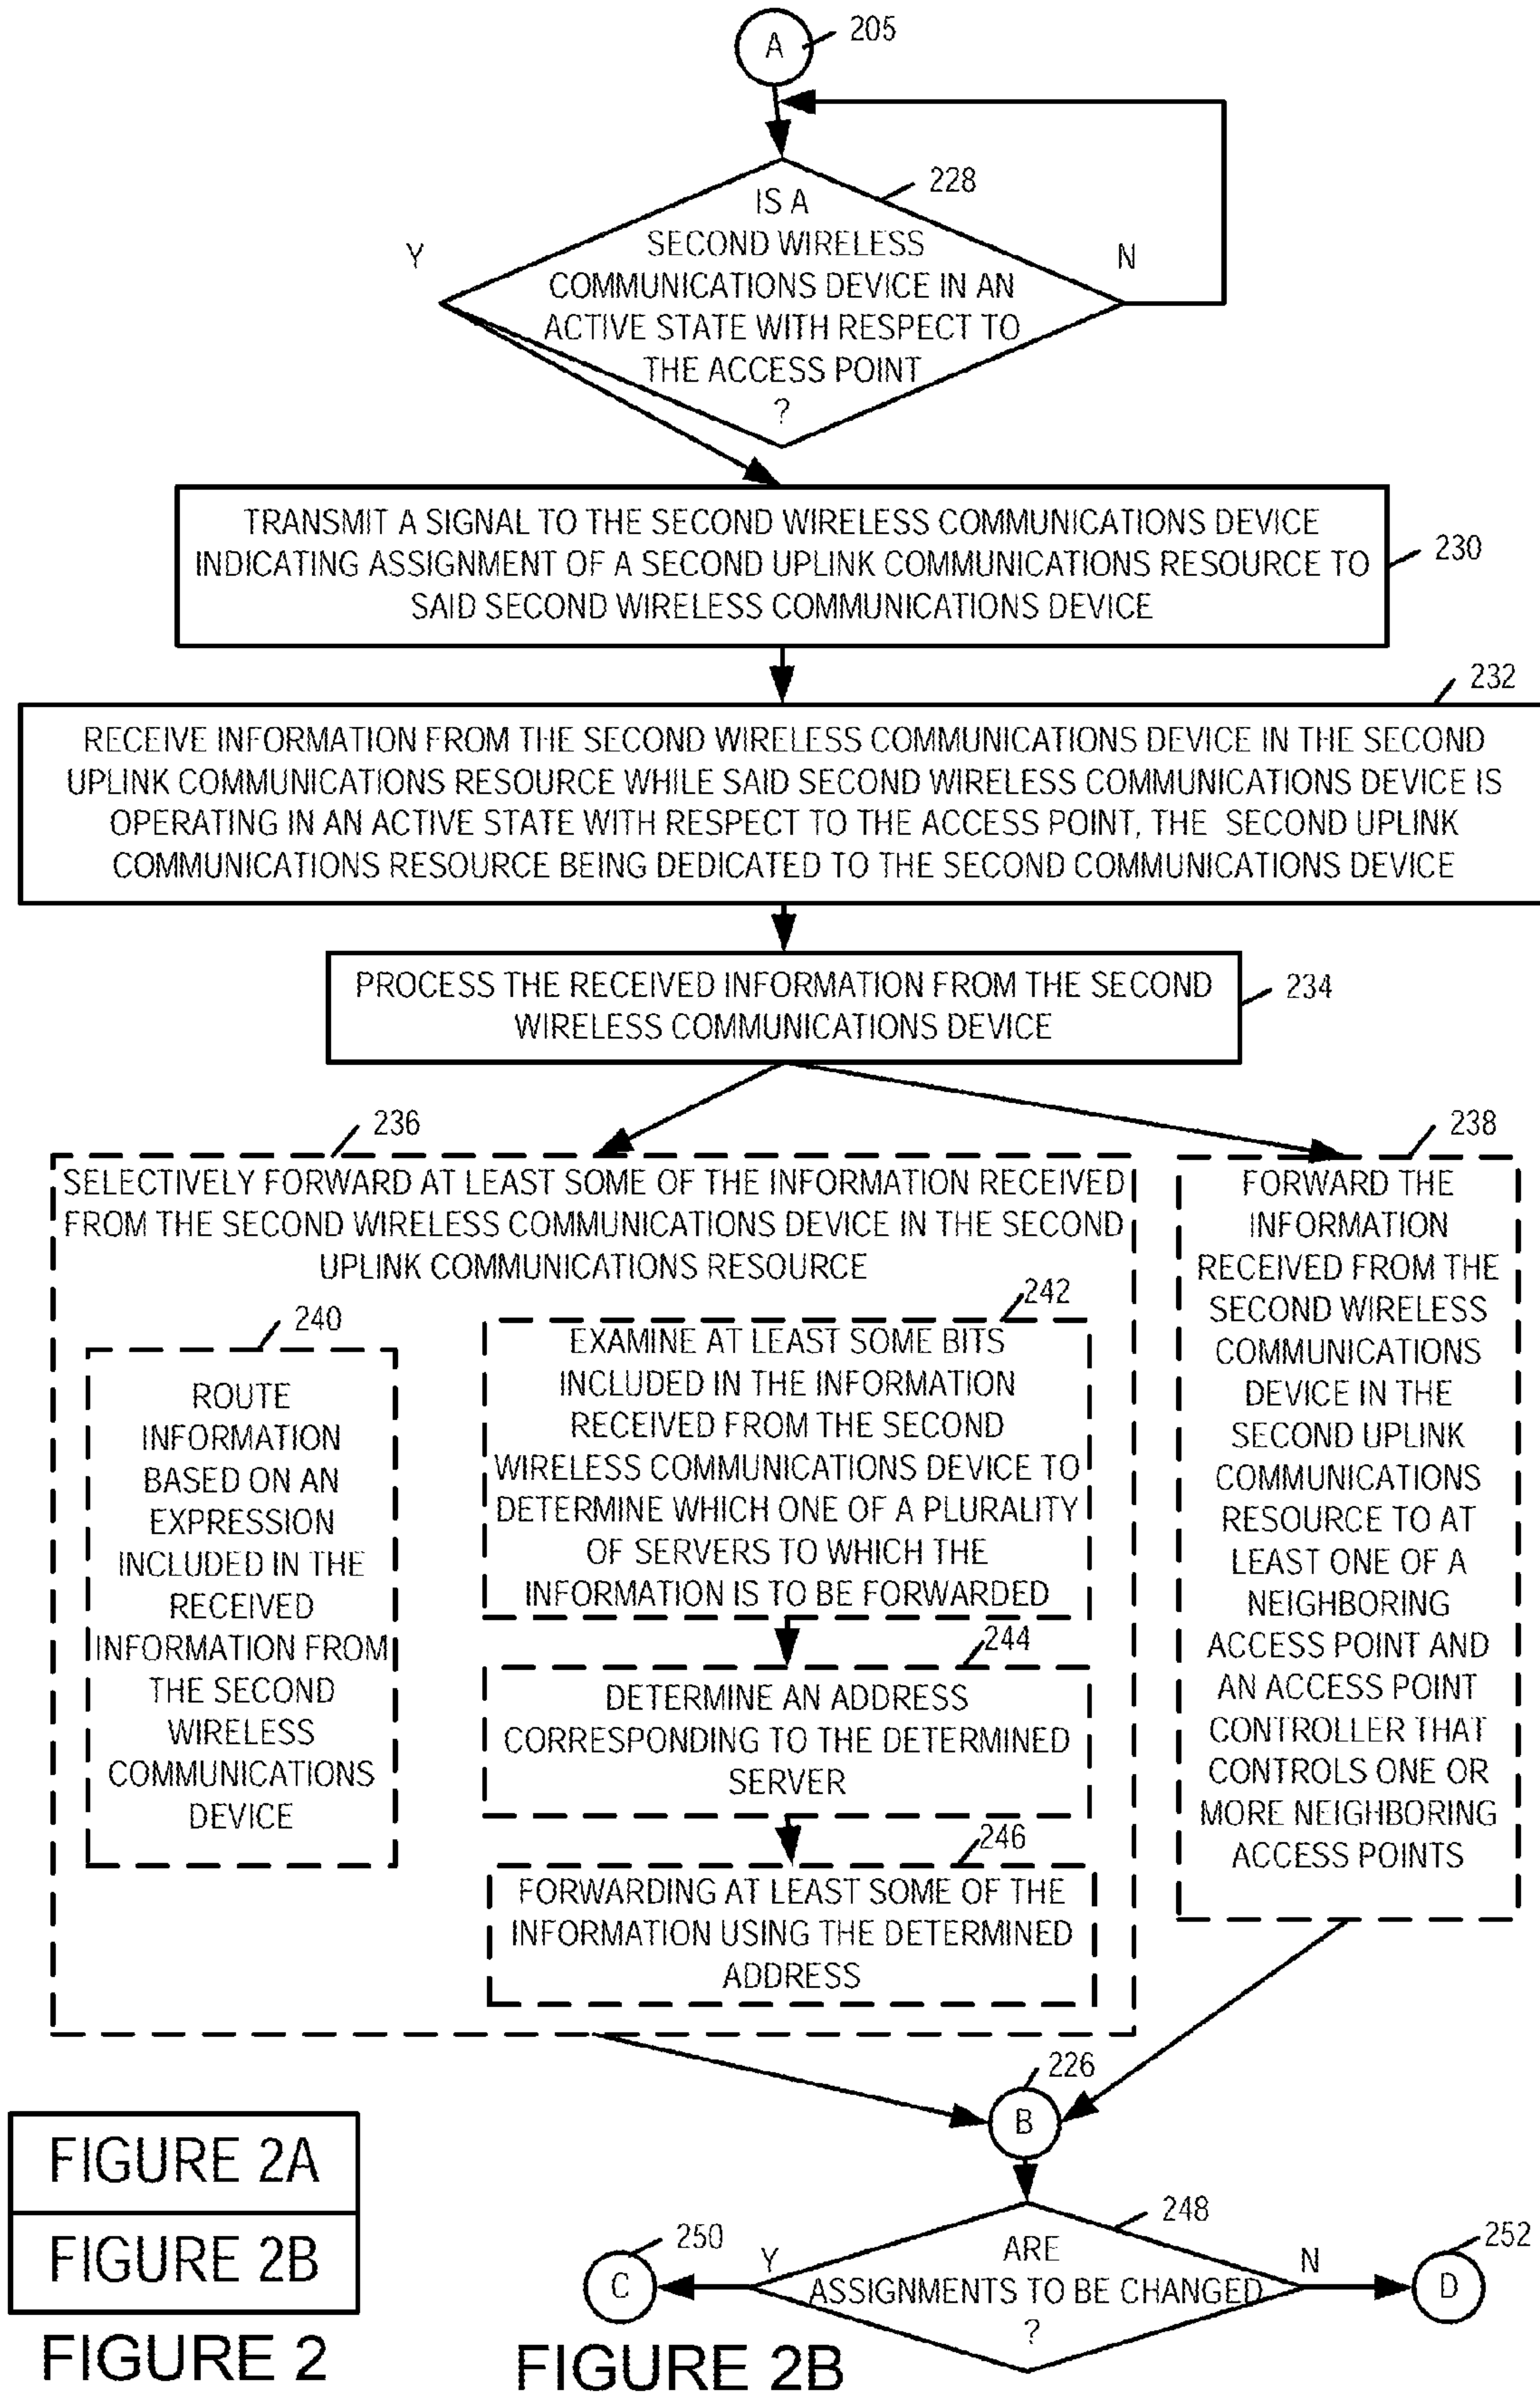 A
205
228
IS A
SECOND WIRELESS
COMMUNICATIONS DEVICE IN AN
ACTIVE STATE WITH RESPECT TO
THE ACCESS POINT
?
Y
N
TRANSMIT A SIGNAL TO THE SECOND WIRELESS COMMUNICATIONS DEVICE
INDICATING ASSIGNMENT OF A SECOND UPLINK COMMUNICATIONS RESOURCE TO
SAID SECOND WIRELESS COMMUNICATIONS DEVICE
230
232
RECEIVE INFORMATION FROM THE SECOND WIRELESS COMMUNICATIONS DEVICE IN THE SECOND
UPLINK COMMUNICATIONS RESOURCE WHILE SAID SECOND WIRELESS COMMUNICATIONS DEVICE IS
OPERATING IN AN ACTIVE STATE WITH RESPECT TO THE ACCESS POINT, THE SECOND UPLINK
COMMUNICATIONS RESOURCE BEING DEDICATED TO THE SECOND COMMUNICATIONS DEVICE
PROCESS THE RECEIVED INFORMATION FROM THE SECOND
WIRELESS COMMUNICATIONS DEVICE
234
236
SELECTIVELY FORWARD AT LEAST SOME OF THE INFORMATION RECEIVED
FROM THE SECOND WIRELESS COMMUNICATIONS DEVICE IN THE SECOND
UPLINK COMMUNICATIONS RESOURCE
240
ROUTE
INFORMATION
BASED ON AN
EXPRESSION
INCLUDED IN THE
RECEIVED
INFORMATION FROM
THE SECOND
WIRELESS
COMMUNICATIONS
DEVICE
242
EXAMINE AT LEAST SOME BITS
INCLUDED IN THE INFORMATION
RECEIVED FROM THE SECOND
WIRELESS COMMUNICATIONS DEVICE TO
DETERMINE WHICH ONE OF A PLURALITY
OF SERVERS TO WHICH THE
INFORMATION IS TO BE FORWARDED
244
DETERMINE AN ADDRESS
CORRESPONDING TO THE DETERMINED
SERVER
246
FORWARDING AT LEAST SOME OF THE
INFORMATION USING THE DETERMINED
ADDRESS
238
FORWARD THE
INFORMATION
RECEIVED FROM THE
SECOND WIRELESS
COMMUNICATIONS
DEVICE IN THE
SECOND UPLINK
COMMUNICATIONS
RESOURCE TO AT
LEAST ONE OF A
NEIGHBORING
ACCESS POINT AND
AN ACCESS POINT
CONTROLLER THAT
CONTROLS ONE OR
MORE NEIGHBORING
ACCESS POINTS
226
B
248
ARE
ASSIGNMENTS TO BE CHANGED
?
Y
N
250
C
252
D
FIGURE 2A
FIGURE 2B
FIGURE 2
FIGURE 2B